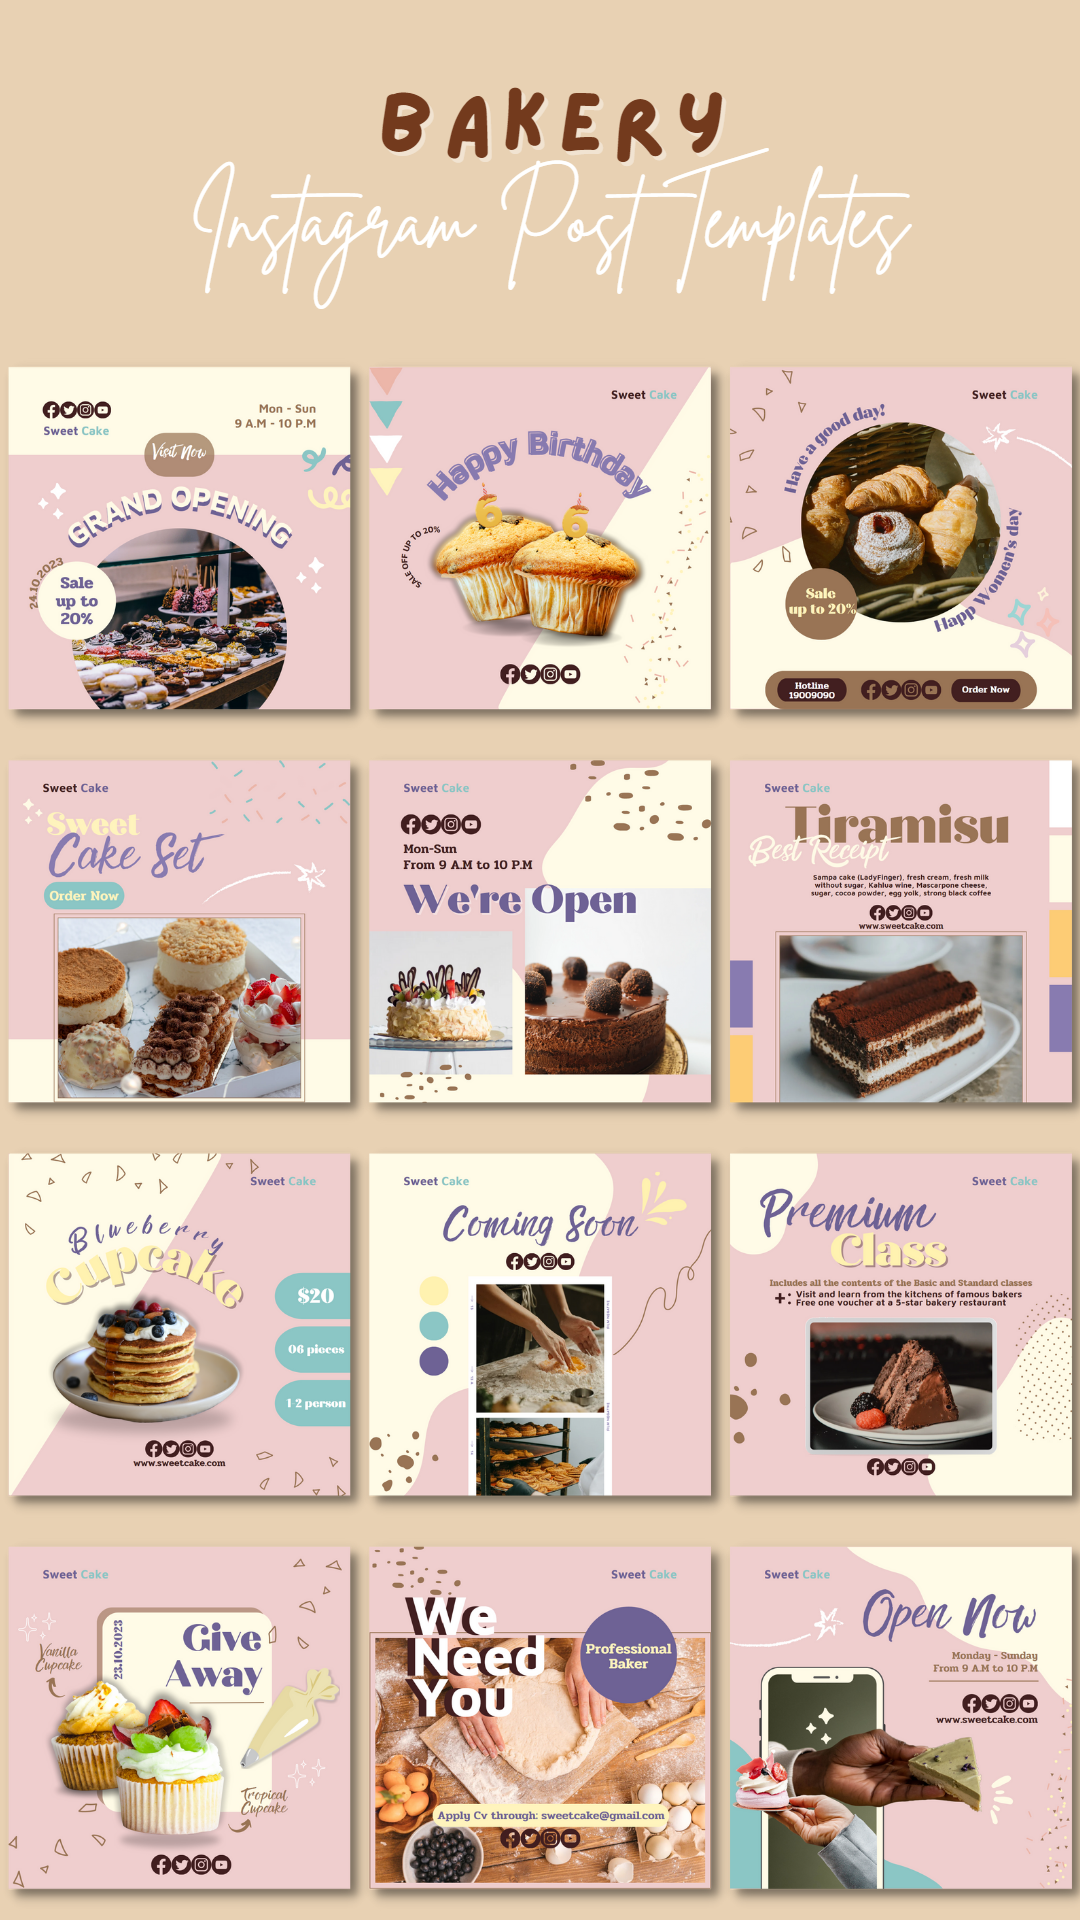 BAKERY
Instagram Post Templates
Mon - Sun
9 A.M - 10 P.M
Sweet Cake
Visit Now
GRAND OPENING
24.10.2023
Sale
up to
20%
Sweet Cake
Happy Birthday
6 6
SALE OFF UP TO 20%
Sweet Cake
Have a good day!
Happy Women's day
Sale
up to 20%
Hotline
19009090
Order Now
Sweet Cake
Sweet
Cake Set
Order Now
Sweet Cake
Mon-Sun
From 9 A.M to 10 P.M
We're Open
Sweet Cake
Tiramisu
Best Receipt
Sampa cake (LadyFinger), fresh cream, fresh milk
without sugar, Kahlua wine, Mascarpone cheese,
sugar, cocoa powder, egg yolk, strong black coffee
www.sweetcake.com
Sweet Cake
Blueberry
Cupcake
$20
06 pieces
1-2 person
www.sweetcake.com
Sweet Cake
Coming Soon
Sweet Cake
Premium
Class
Includes all the contents of the Basic and Standard classes
+ • Visit and learn from the kitchens of famous bakers
• Free one voucher at a 5-star bakery restaurant
Sweet Cake
23.10.2023
Give
Away
Vanilla
Cupcake
Tropical
Cupcake
Sweet Cake
We
Need
You
Professional
Baker
Apply Cv through: sweetcake@gmail.com
Sweet Cake
Open Now
Monday - Sunday
From 9 A.M to 10 P.M
www.sweetcake.com